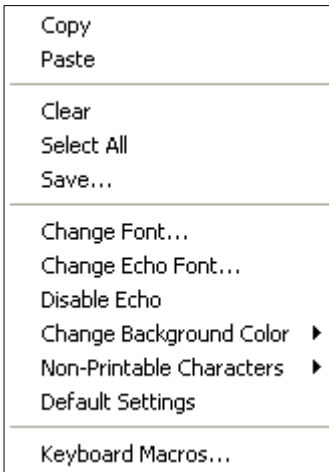 Copy
Paste
Clear
Select All
Save...
Change Font...
Change Echo Font...
Disable Echo
Change Background Color
Non-Printable Characters
Default Settings
Keyboard Macros...